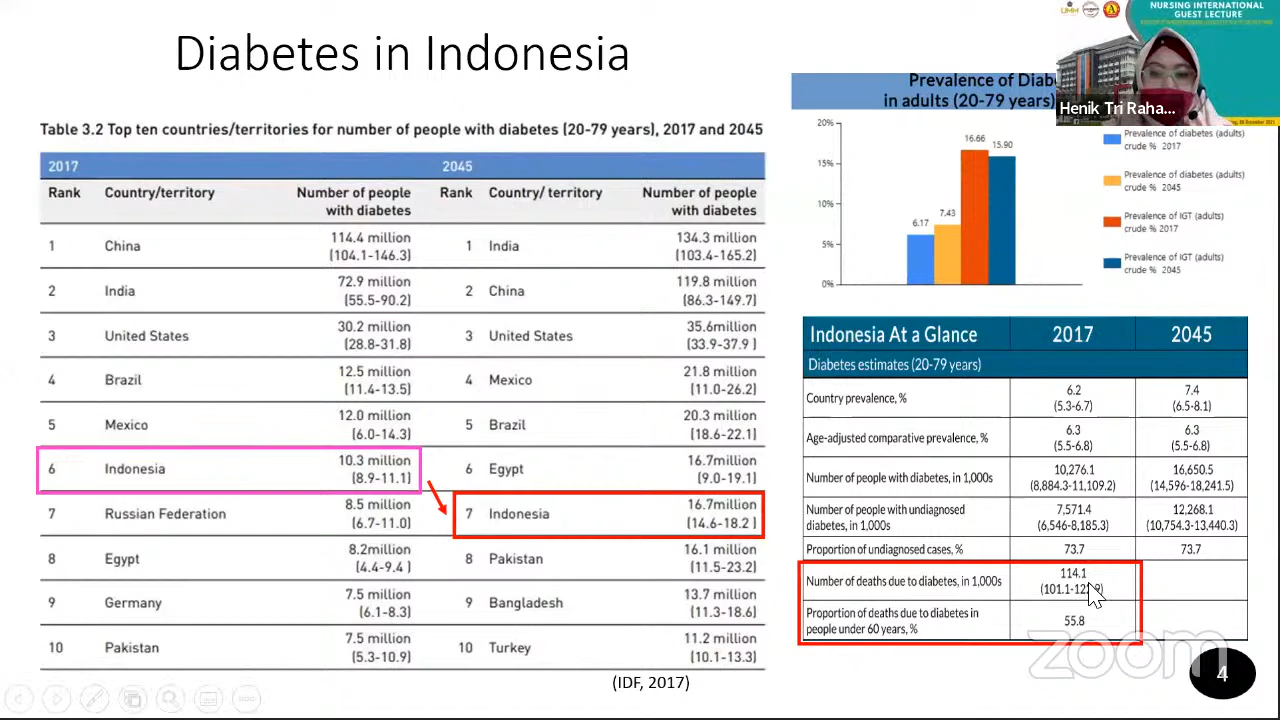 Diabetes in Indonesia
NURSING INTERNATIONAL
GUEST LECTURE
Henik Tri Raha...
Table 3.2 Top ten countries/territories for number of people with diabetes (20-79 years), 2017 and 2045
2017 2045
Rank Country/territory Number of people with diabetes Rank Country/ territory Number of people with diabetes
1 China 114.4 million 1 India 134.3 million
(104.1-146.3) (103.4-165.2)
2 India 72.9 million 2 China 119.8 million
(55.5-90.2) (86.3-149.7)
3 United States 30.2 million 3 United States 35.6million
(28.8-31.8) (33.9-37.9 )
4 Brazil 12.5 million 4 Mexico 21.8 million
(11.4-13.5) (11.0-26.2)
5 Mexico 12.0 million 5 Brazil 20.3 million
(6.0-14.3) (18.6-22.1)
6 Indonesia 10.3 million 6 Egypt 16.7million
(8.9-11.1) (9.0-19.1)
7 Russian Federation 8.5 million 7 Indonesia 16.7million
(6.7-11.0) (14.6-18.2 )
8 Egypt 8.2million 8 Pakistan 16.1 million
(4.4-9.4 ) (11.5-23.2)
9 Germany 7.5 million 9 Bangladesh 13.7 million
(6.1-8.3) (11.3-18.6)
10 Pakistan 7.5 million 10 Turkey 11.2 million
(5.3-10.9) (10.1-13.3)
(IDF, 2017)
Prevalence of Diab
in adults (20-79 years)
20%
15%
10%
5%
0%
6.17
7.43
16.66
15.90
Prevalence of diabetes (adults)
crude % 2017
Prevalence of diabetes (adults)
crude % 2045
Prevalence of IGT (adults)
crude % 2017
Prevalence of IGT (adults)
crude % 2045
Indonesia At a Glance 2017 2045
Diabetes estimates (20-79 years)
Country prevalence, % 6.2 7.4
(5.3-6.7) (6.5-8.1)
Age-adjusted comparative prevalence, % 6.3 6.3
(5.5-6.8) (5.5-6.8)
Number of people with diabetes, in 1,000s 10,276.1 16,650.5
(8,884.3-11,109.2) (14,596-18,241.5)
Number of people with undiagnosed 7,571.4 12,268.1
diabetes, in 1,000s (6,546-8,185.3) (10,754.3-13,440.3)
Proportion of undiagnosed cases, % 73.7 73.7
Number of deaths due to diabetes, in 1,000s 114.1
Proportion of deaths due to diabetes in
people under 60 years, % 55.8
zoom
4